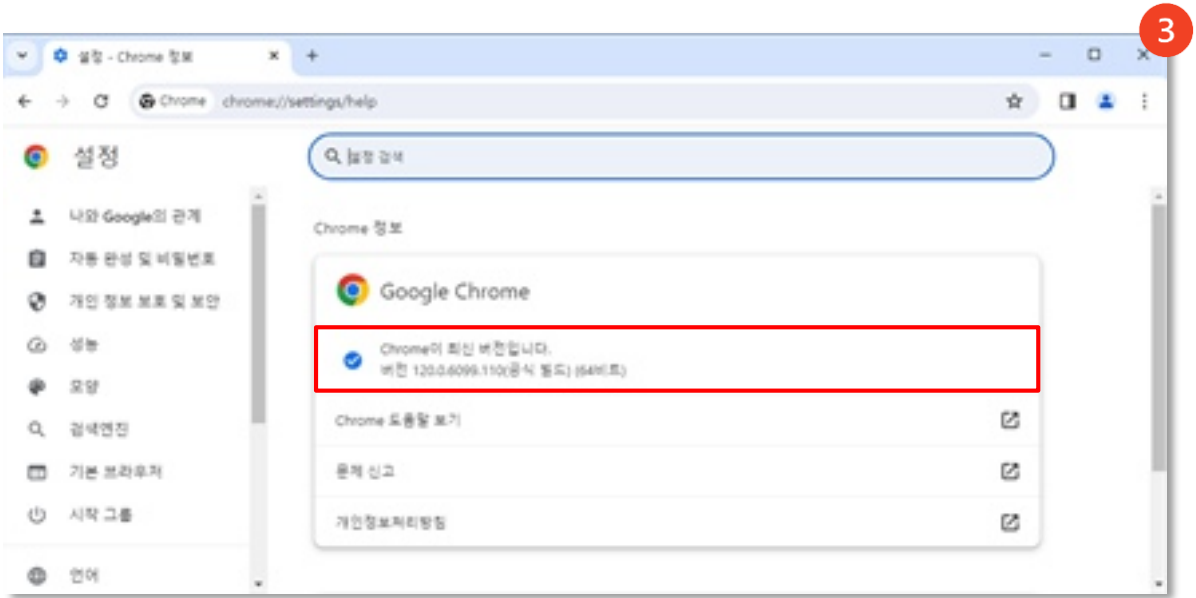 3
설정 - Chrome 정보
Chrome chrome://settings/help
설정
설정 검색
나와 Google의 관계
자동 완성 및 비밀번호
개인 정보 보호 및 보안
성능
모양
검색엔진
기본 브라우저
시작 그룹
언어
Chrome 정보
Google Chrome
Chrome이 최신 버전입니다.
버전 120.0.6099.110(공식 빌드) (64비트)
Chrome 도움말 보기
문제 신고
개인정보처리방침